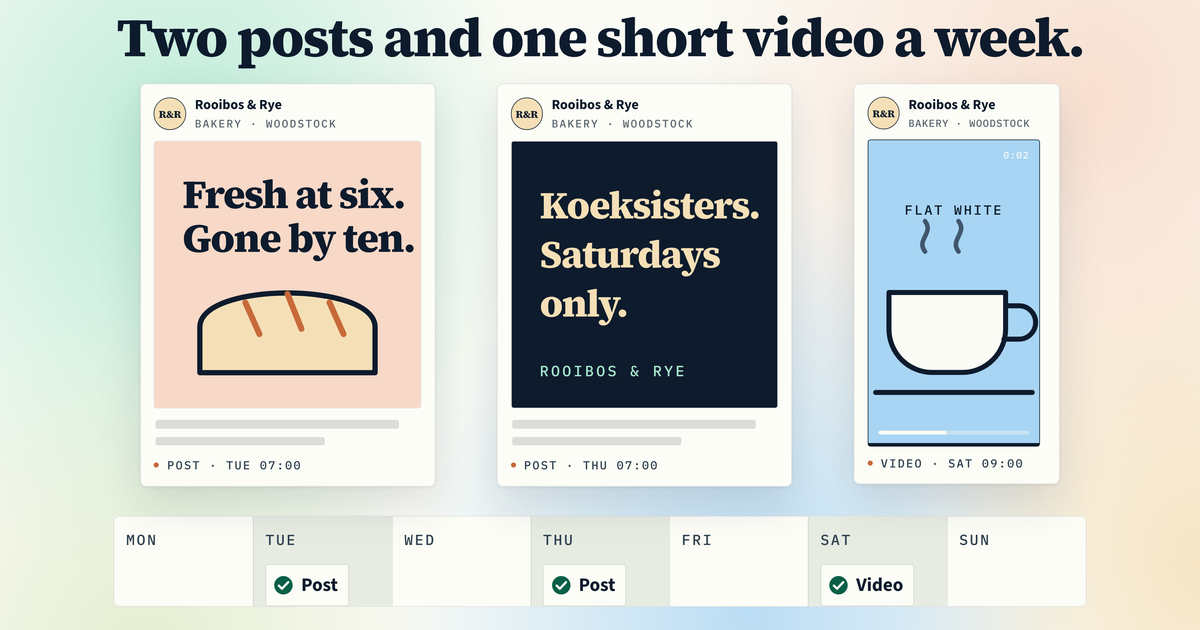 Two posts and one short video a week.
R&R
Rooibos & Rye
BAKERY · WOODSTOCK
Fresh at six.
Gone by ten.
POST · TUE 07:00
R&R
Rooibos & Rye
BAKERY · WOODSTOCK
Koeksisters.
Saturdays
only.
ROOIBOS & RYE
POST · THU 07:00
R&R
Rooibos & Rye
BAKERY · WOODSTOCK
0:02
FLAT WHITE
VIDEO · SAT 09:00
MON
TUE
Post
WED
THU
Post
FRI
SAT
Video
SUN